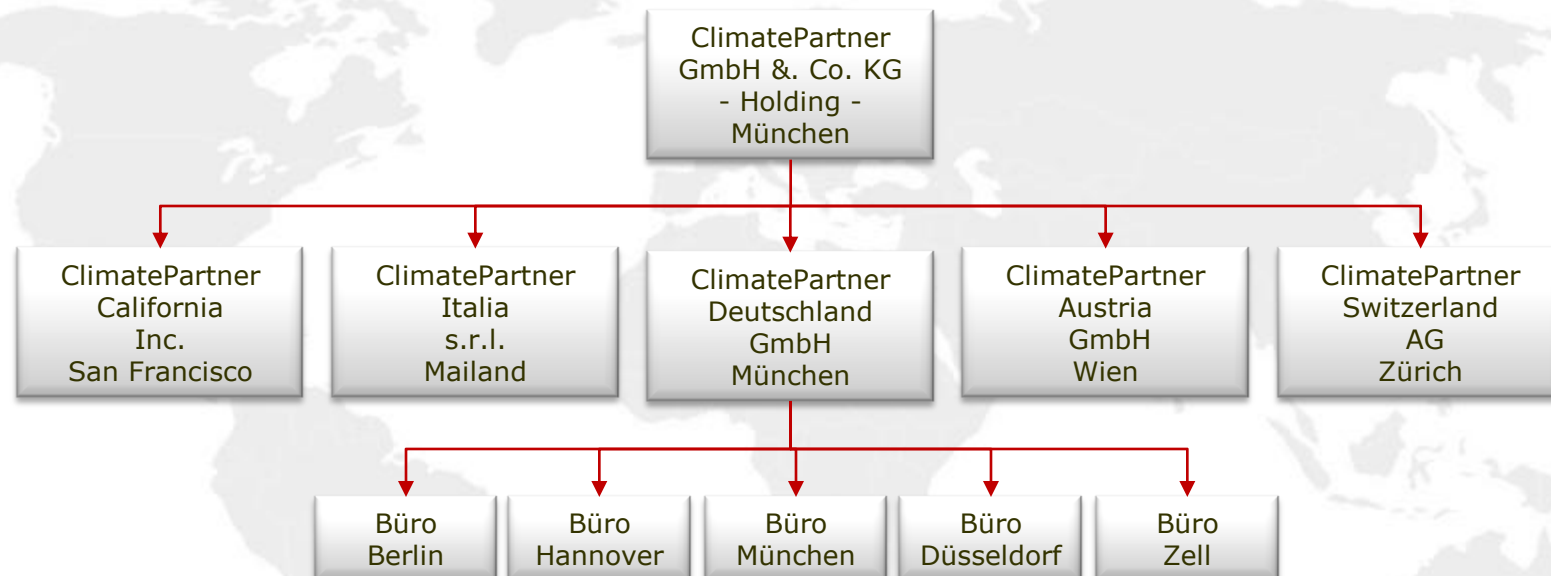 ClimatePartner
GmbH &. Co. KG
- Holding -
München
ClimatePartner
California
Inc.
San Francisco
ClimatePartner
Italia
s.r.l.
Mailand
ClimatePartner
Deutschland
GmbH
München
ClimatePartner
Austria
GmbH
Wien
ClimatePartner
Switzerland
AG
Zürich
Büro
Berlin
Büro
Hannover
Büro
München
Büro
Düsseldorf
Büro
Zell